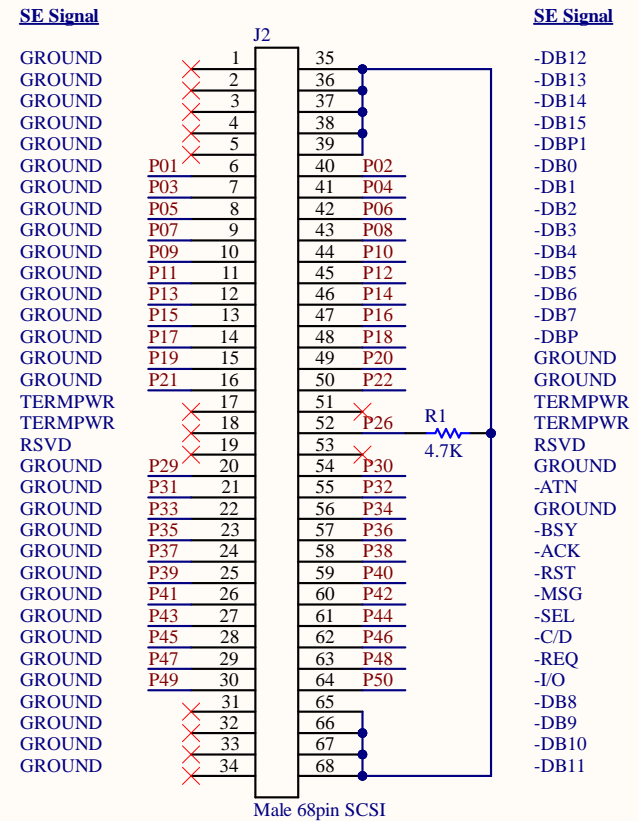 SE Signal SE Signal
J2
GROUND 1 35 -DB12
GROUND 2 36 -DB13
GROUND 3 37 -DB14
GROUND 4 38 -DB15
GROUND 5 39 -DBP1
GROUND P01 6 40 P02 -DB0
GROUND P03 7 41 P04 -DB1
GROUND P05 8 42 P06 -DB2
GROUND P07 9 43 P08 -DB3
GROUND P09 10 44 P10 -DB4
GROUND P11 11 45 P12 -DB5
GROUND P13 12 46 P14 -DB6
GROUND P15 13 47 P16 -DB7
GROUND P17 14 48 P18 -DBP
GROUND P19 15 49 P20 GROUND
GROUND P21 16 50 P22 GROUND
TERMPWR 17 51 TERMPWR
TERMPWR 18 52 P26 R1 TERMPWR
RSVD 19 53 4.7K RSVD
GROUND P29 20 54 P30 GROUND
GROUND P31 21 55 P32 -ATN
GROUND P33 22 56 P34 GROUND
GROUND P35 23 57 P36 -BSY
GROUND P37 24 58 P38 -ACK
GROUND P39 25 59 P40 -RST
GROUND P41 26 60 P42 -MSG
GROUND P43 27 61 P44 -SEL
GROUND P45 28 62 P46 -C/D
GROUND P47 29 63 P48 -REQ
GROUND P49 30 64 P50 -I/O
GROUND 31 65 -DB8
GROUND 32 66 -DB9
GROUND 33 67 -DB10
GROUND 34 68 -DB11
Male 68pin SCSI